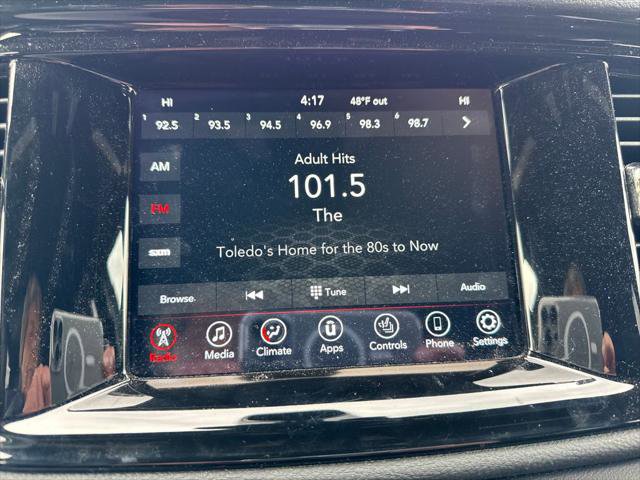 HI 4:17 48°F out HI
1 92.5 2 93.5 3 94.5 4 96.9 5 98.3 6 98.7
Adult Hits
AM
101.5
FM
The
sxm
Toledo's Home for the 80s to Now
Browse Tune Audio
Radio Media Climate Apps Controls Phone Settings